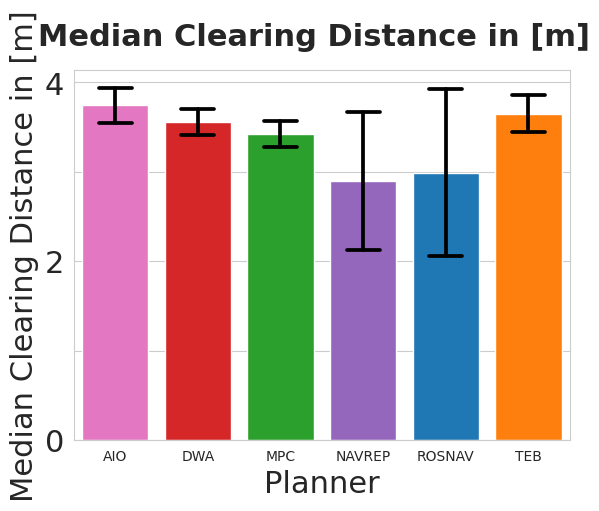 Median Clearing Distance in [m]
Median Clearing Distance in [m]
4
2
0
AIO DWA MPC NAVREP ROSNAV TEB
Planner